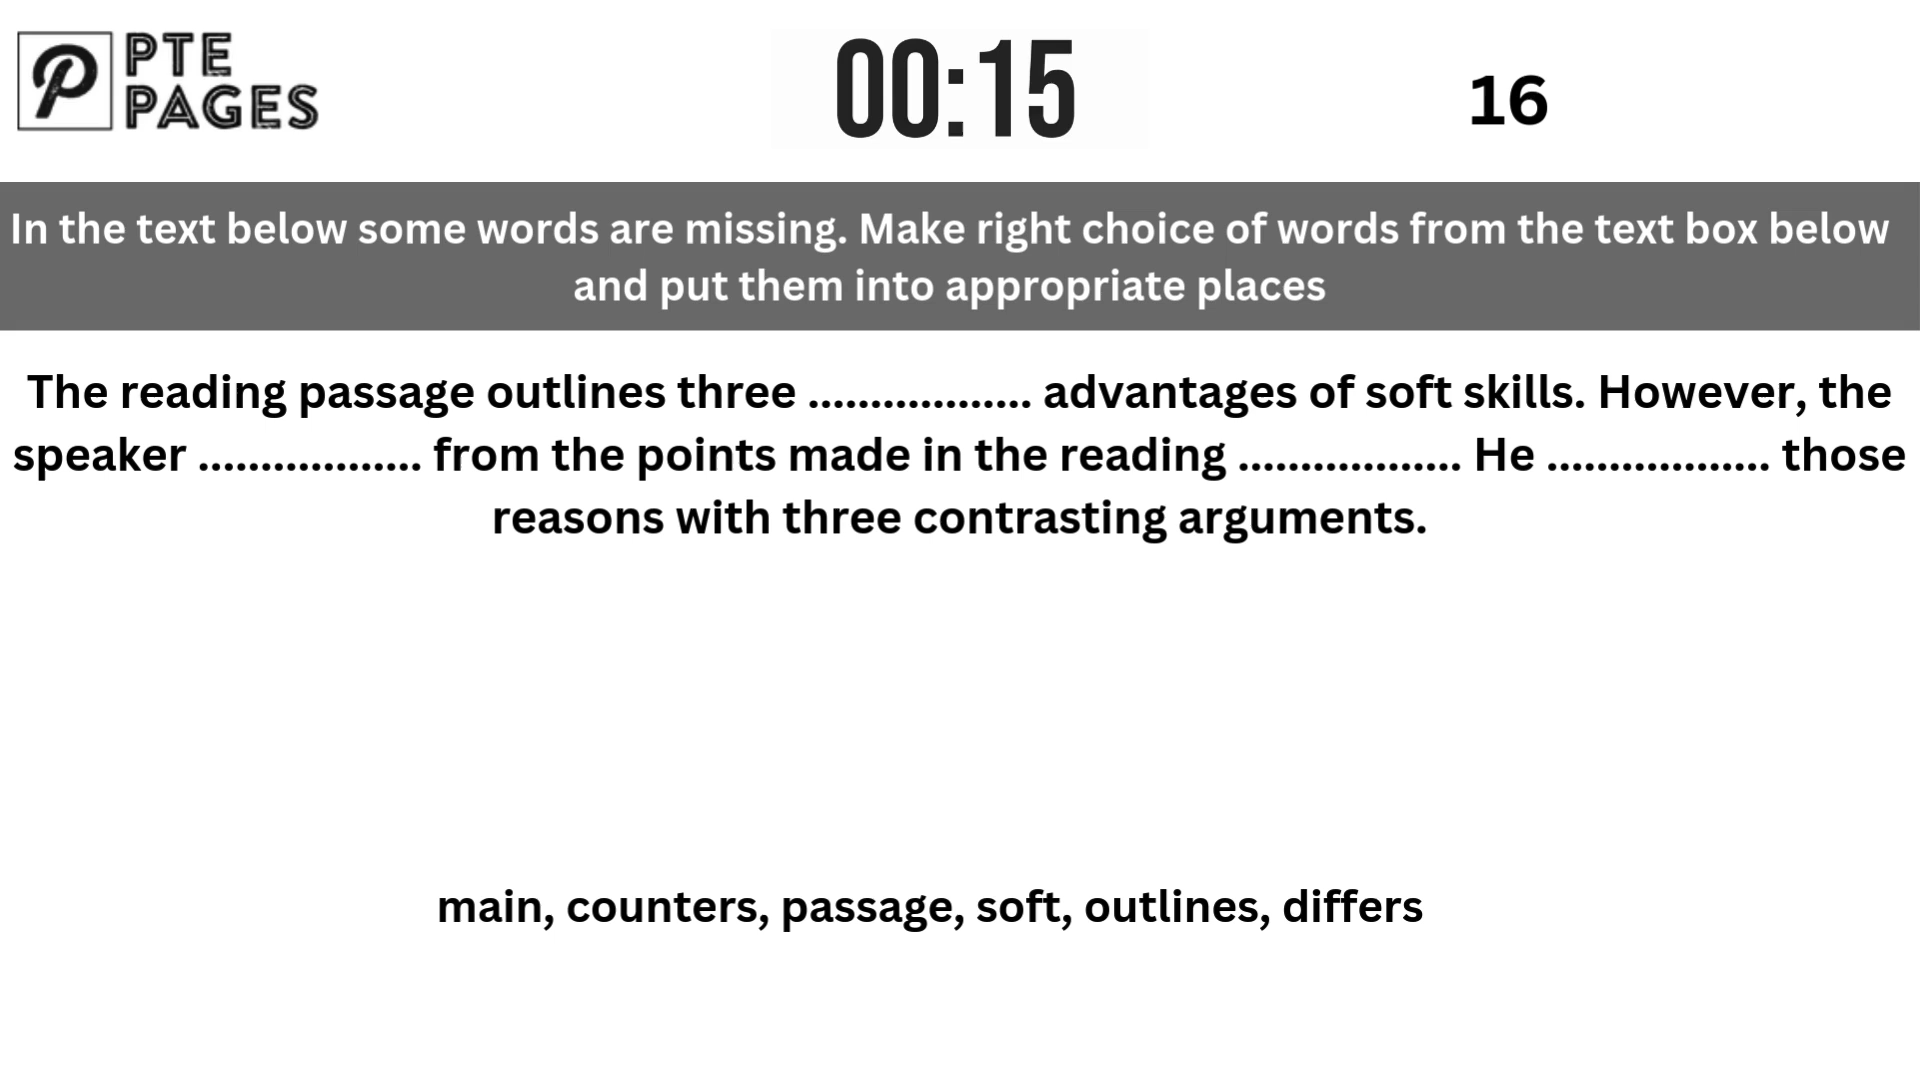 PTE
PAGES
00:15
16
In the text below some words are missing. Make right choice of words from the text box below
and put them into appropriate places
The reading passage outlines three .................. advantages of soft skills. However, the
speaker .................. from the points made in the reading .................. He .................. those
reasons with three contrasting arguments.
main, counters, passage, soft, outlines, differs